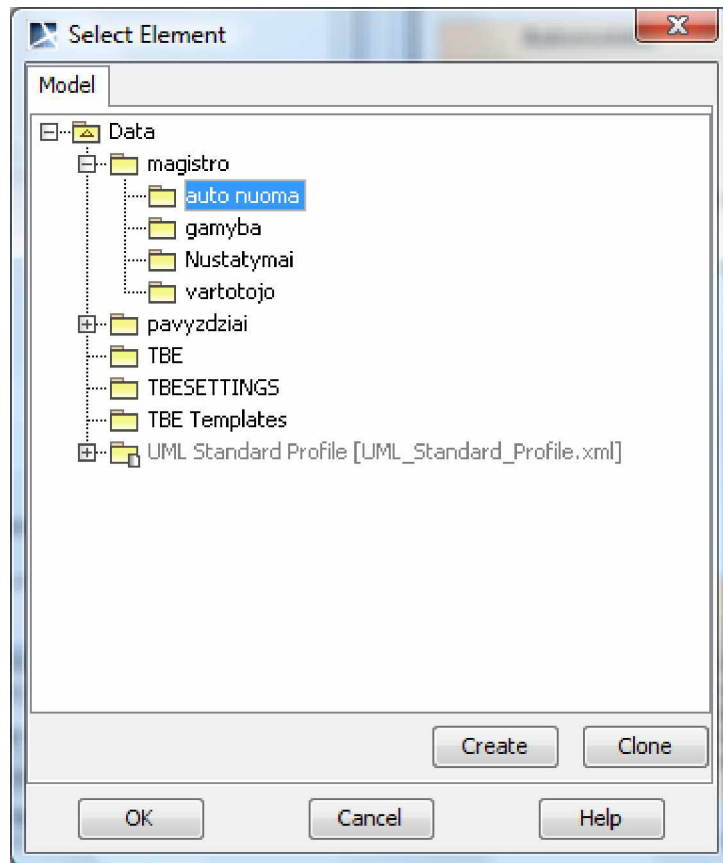 Select Element
Model
Data
magistro
auto nuoma
gamyba
Nustatymai
vartotojo
pavyzdziai
TBE
TBESETTINGS
TBE Templates
UML Standard Profile [UML_Standard_Profile.xml]
Create Clone
OK Cancel Help